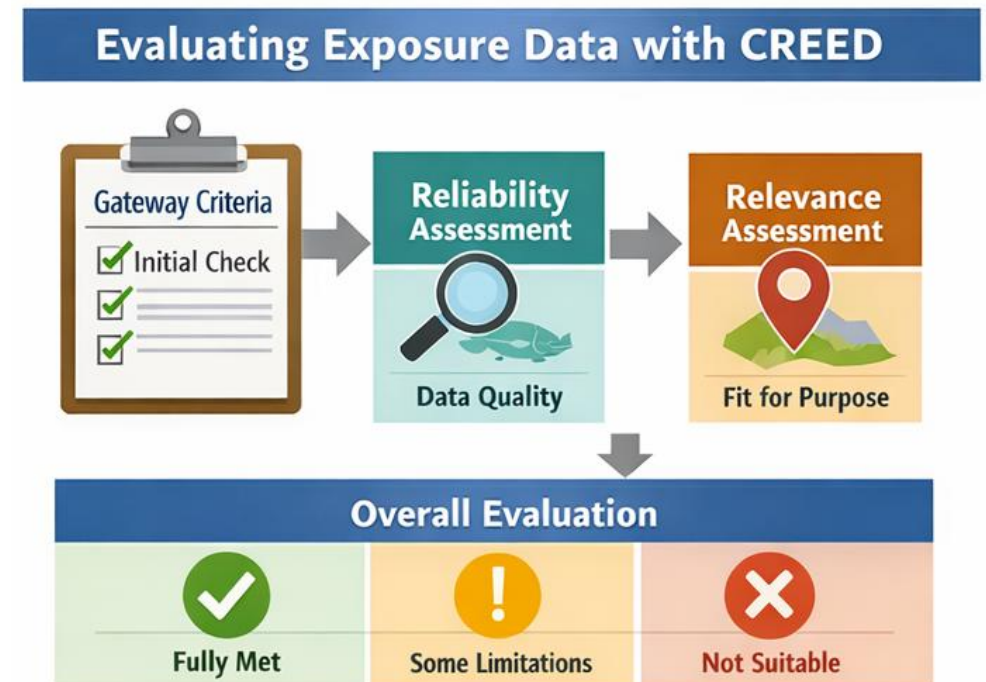 Evaluating Exposure Data with CREED
Gateway Criteria
Initial Check
Reliability
Assessment
Data Quality
Relevance
Assessment
Fit for Purpose
Overall Evaluation
Fully Met
Some Limitations
Not Suitable